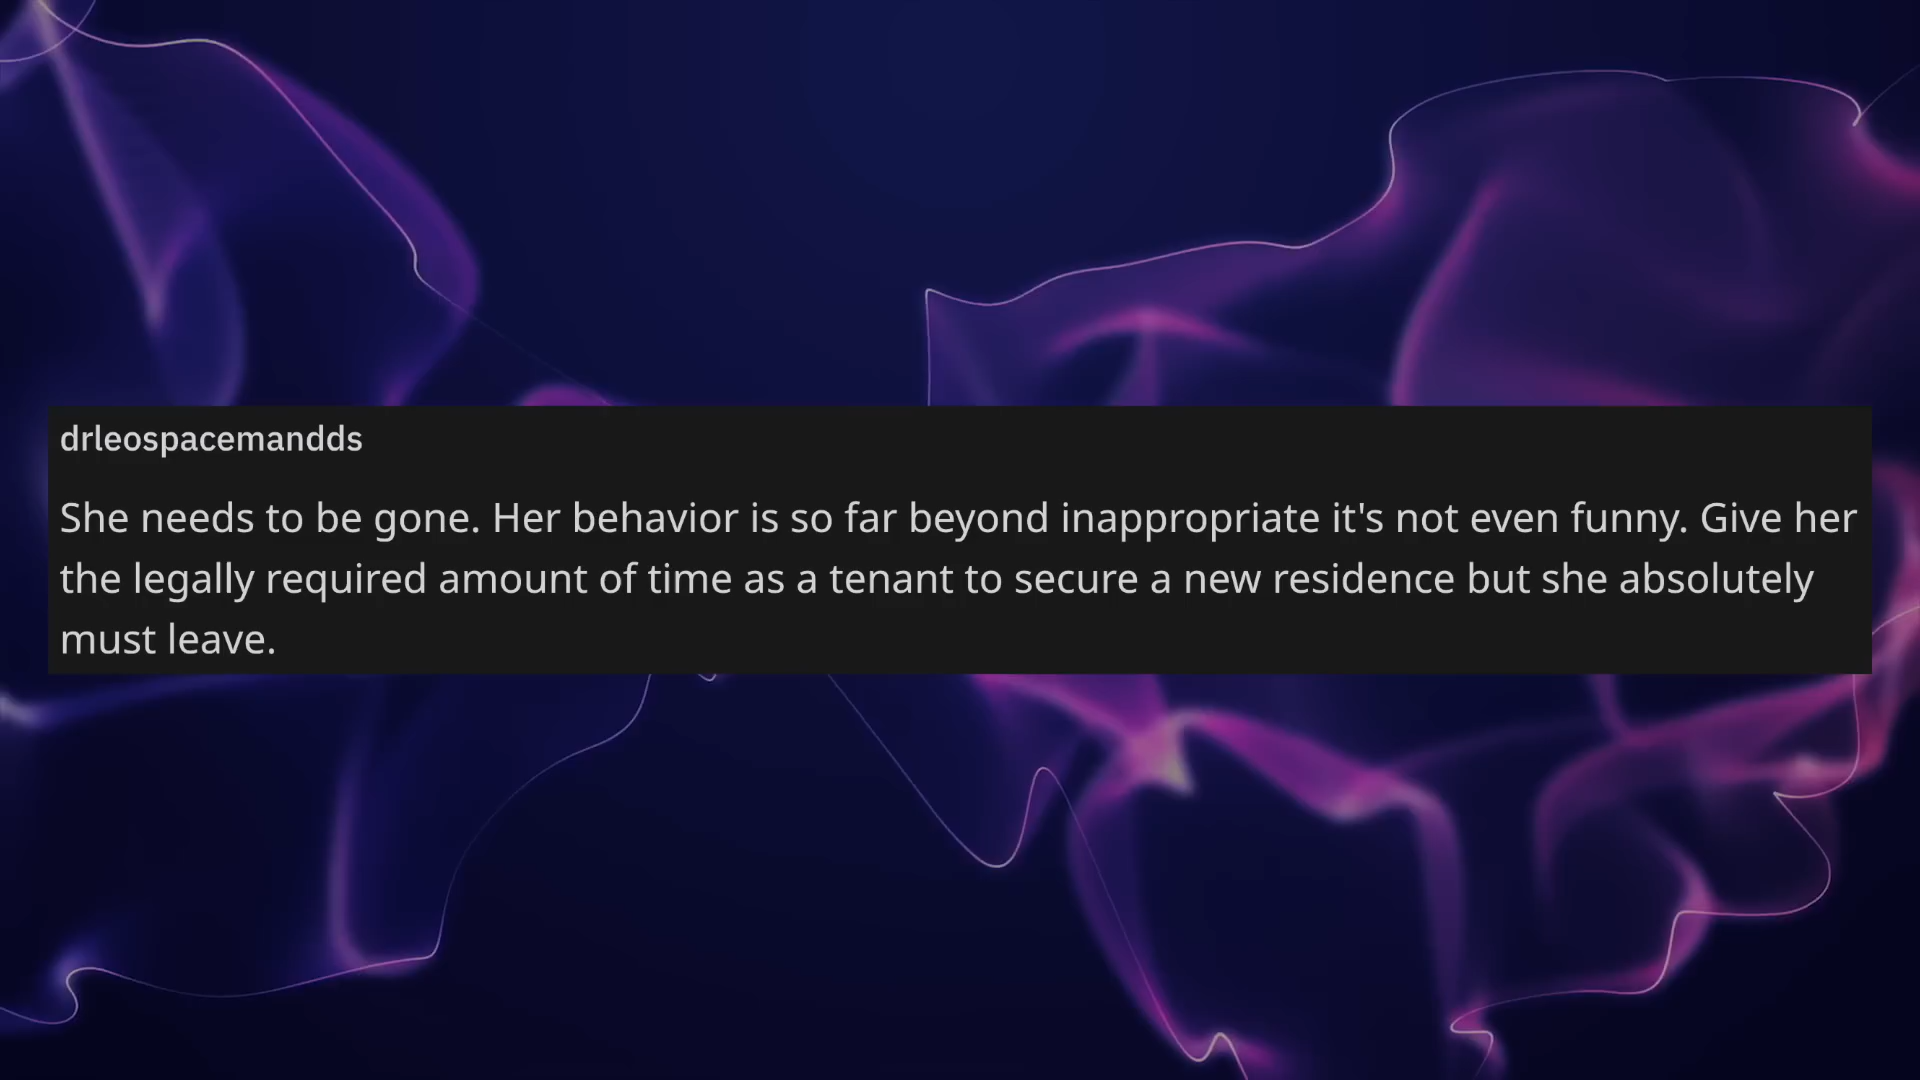 drleospacemandds
She needs to be gone. Her behavior is so far beyond inappropriate it's not even funny. Give her
the legally required amount of time as a tenant to secure a new residence but she absolutely
must leave.